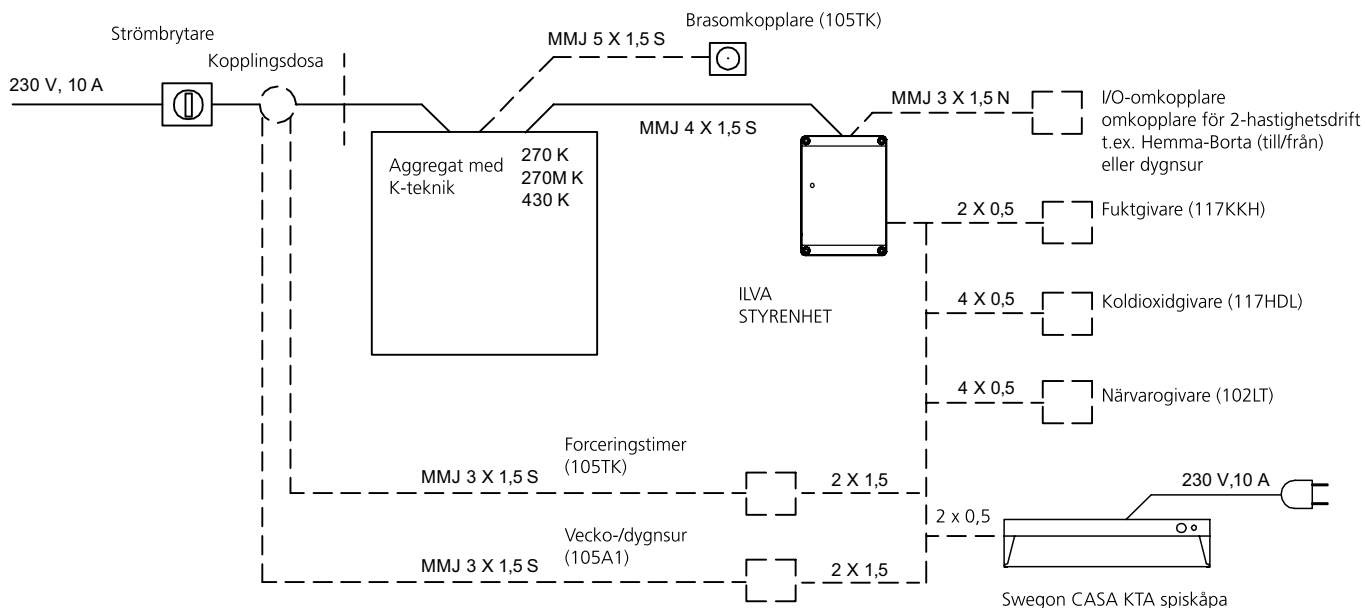 Brasomkopplare (105TK)
Strömbrytare
MMJ 5 X 1,5 S
Kopplingsdosa
230 V, 10 A
MMJ 3 X 1,5 N
I/O-omkopplare
omkopplare för 2-hastighetsdrift
t.ex. Hemma-Borta (till/från)
eller dygnsur
MMJ 4 X 1,5 S
Aggregat med
K-teknik
270 K
270M K
430 K
2 X 0,5
Fuktgivare (117KKH)
ILVA
STYRENHET
4 X 0,5
Koldioxidgivare (117HDL)
4 X 0,5
Närvarogivare (102LT)
Forceringstimer
(105TK)
MMJ 3 X 1,5 S
2 X 1,5
230 V,10 A
2 x 0,5
Vecko-/dygnsur
(105A1)
MMJ 3 X 1,5 S
2 X 1,5
Swegon CASA KTA spiskåpa